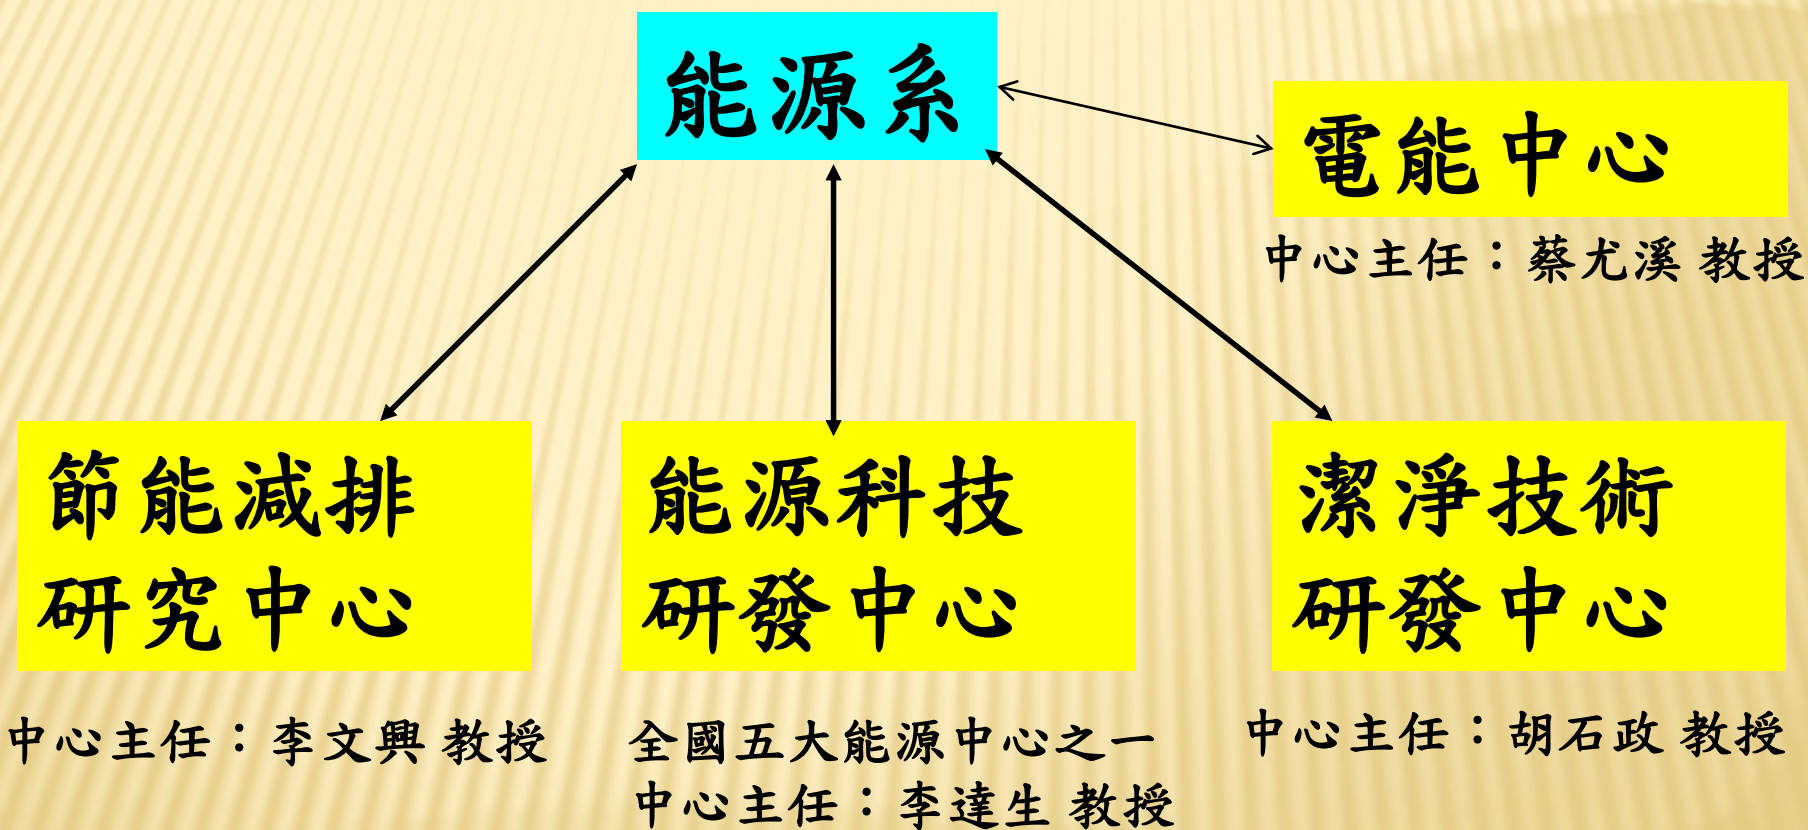 能源系
電能中心
中心主任：蔡尤溪 教授
節能減排
研究中心
中心主任：李文興 教授
能源科技
研發中心
全國五大能源中心之一
中心主任：李達生 教授
潔淨技術
研發中心
中心主任：胡石政 教授